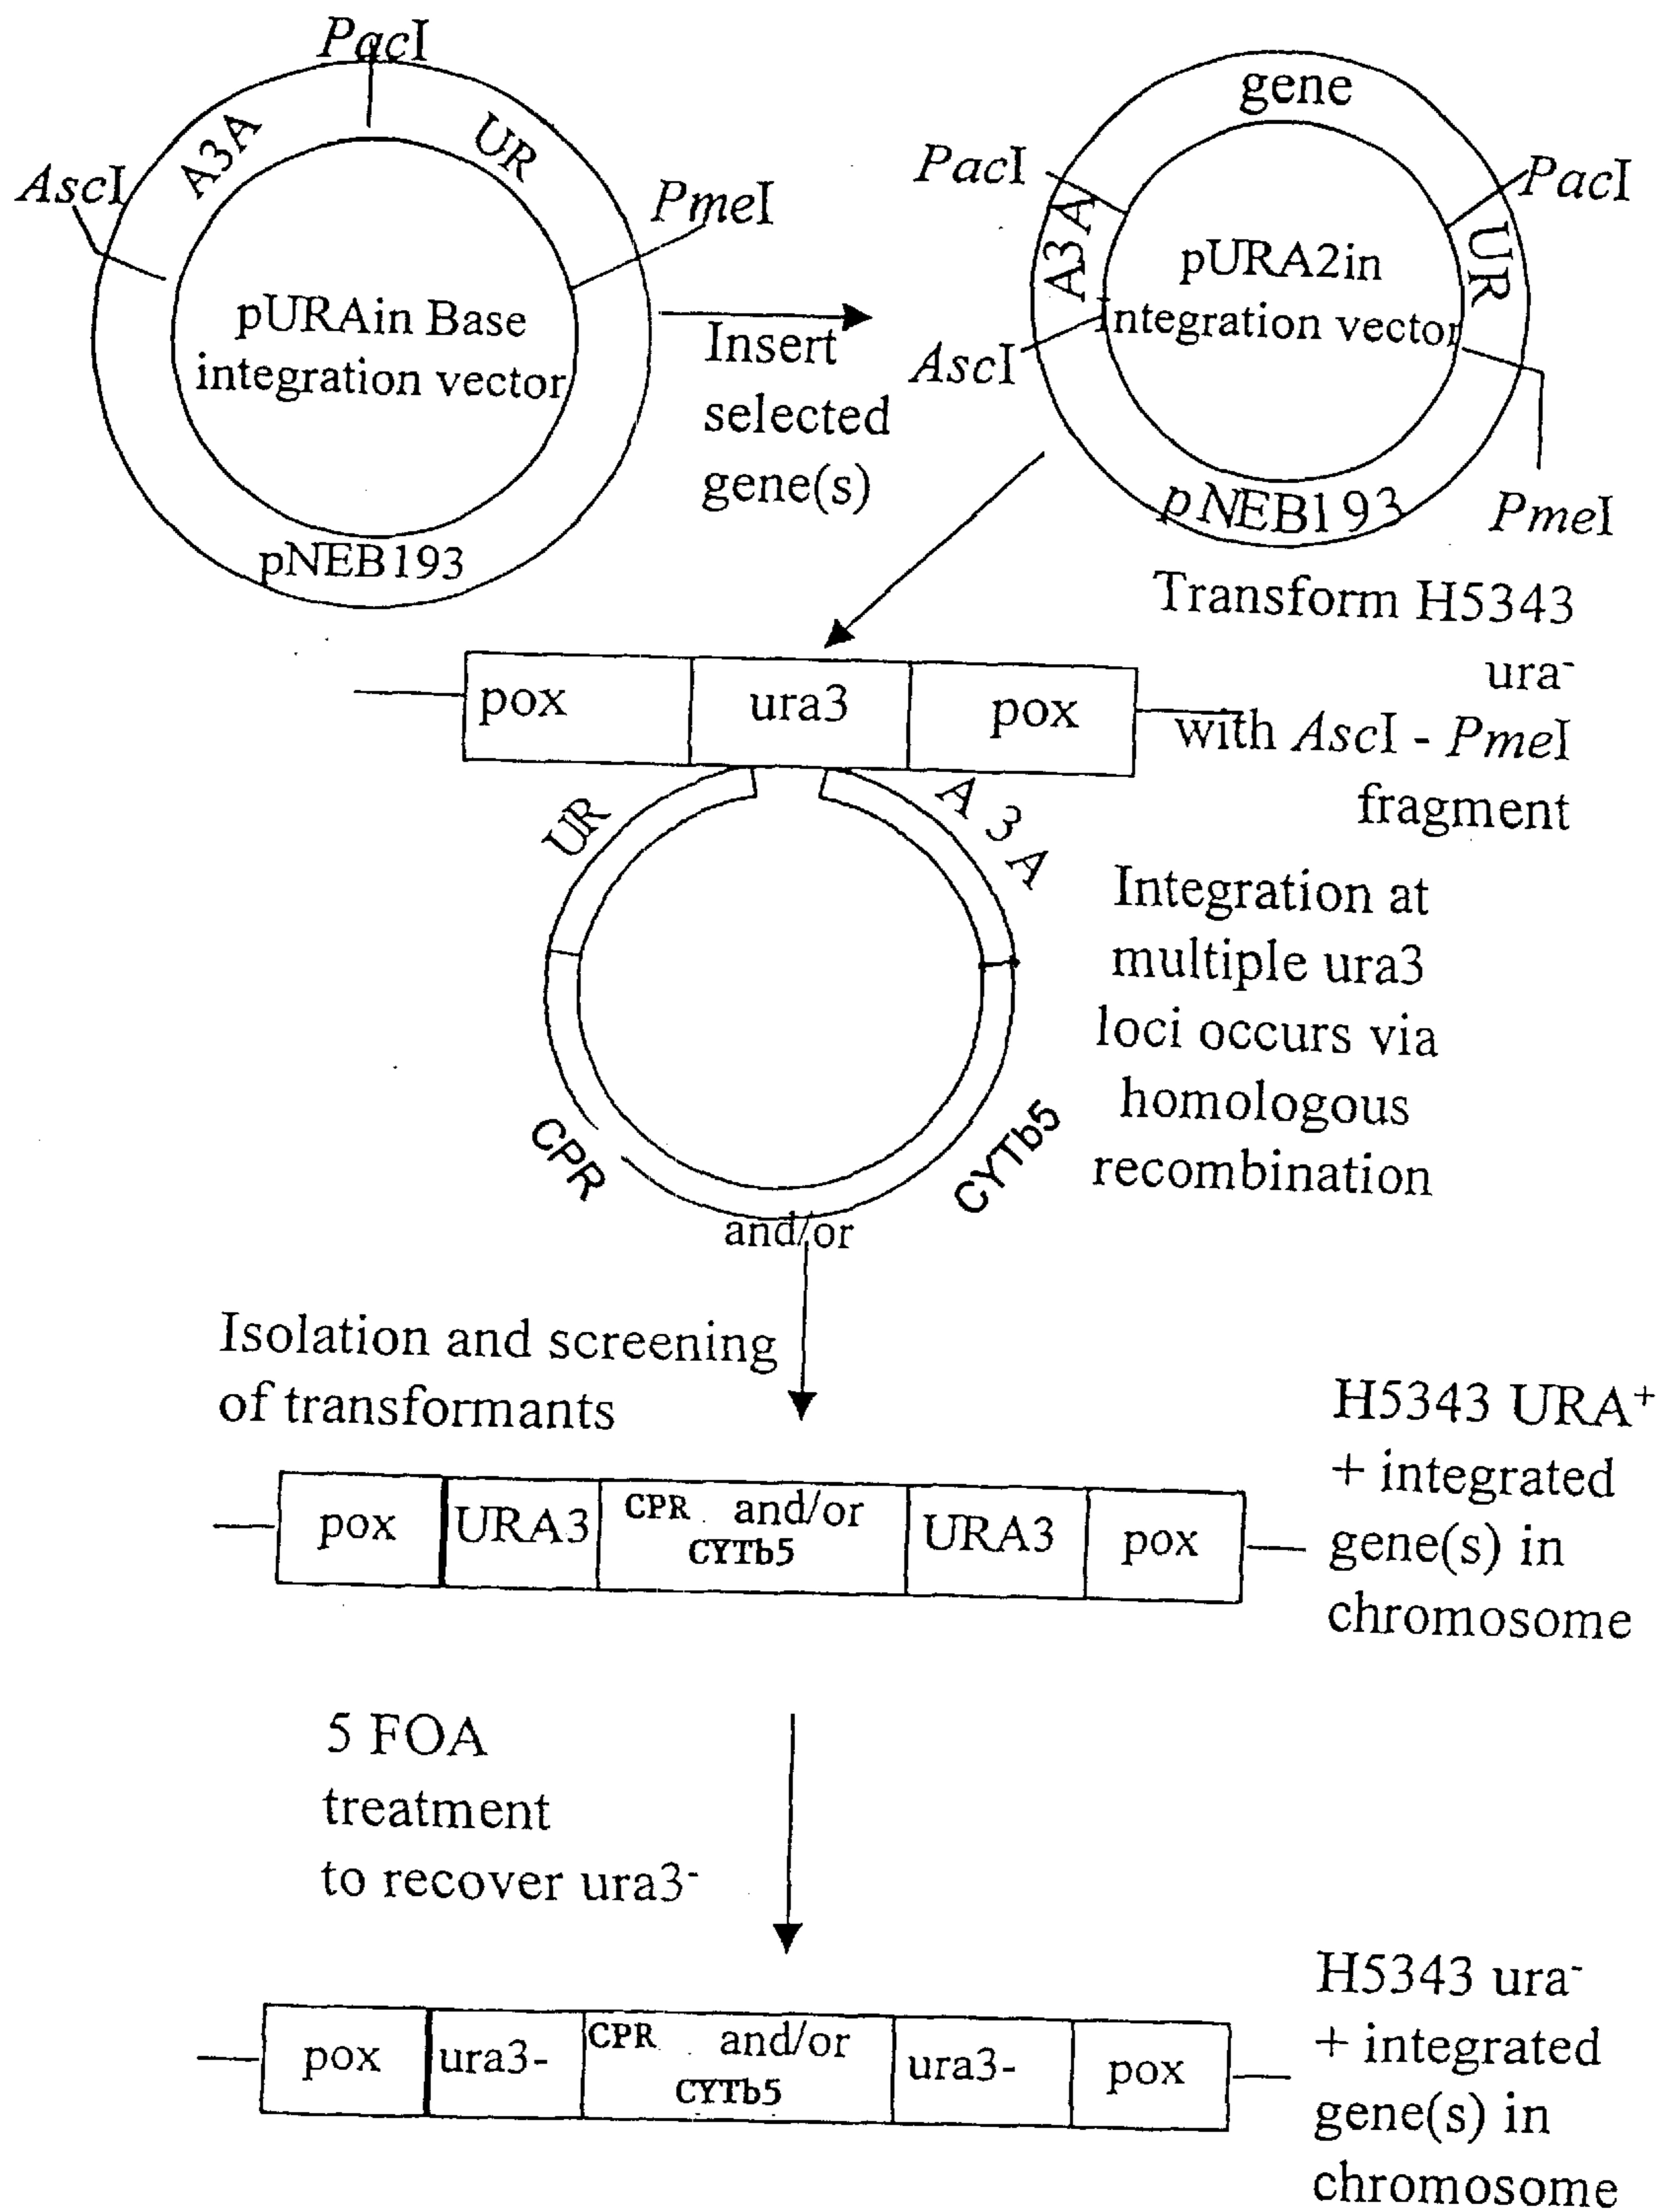 PacI
A3A
UR
AscI
PmeI
pURAin Base
integration vector
pNEB193
Insert
selected
gene(s)
gene
PacI
PacI
A3A
UR
pURA2in
Integration vector
AscI
pNEB193
PmeI
Transform H5343
ura⁻
with AscI - PmeI
fragment
pox
ura3
pox
UR
A 3 A
CPR
CYTb5
and/or
Integration at
multiple ura3
loci occurs via
homologous
recombination
Isolation and screening
of transformants
pox
URA3
CPR and/or
CYTb5
URA3
pox
H5343 URA⁺
+ integrated
gene(s) in
chromosome
5 FOA
treatment
to recover ura3⁻
pox
ura3-
CPR and/or
CYTb5
ura3-
pox
H5343 ura⁻
+ integrated
gene(s) in
chromosome